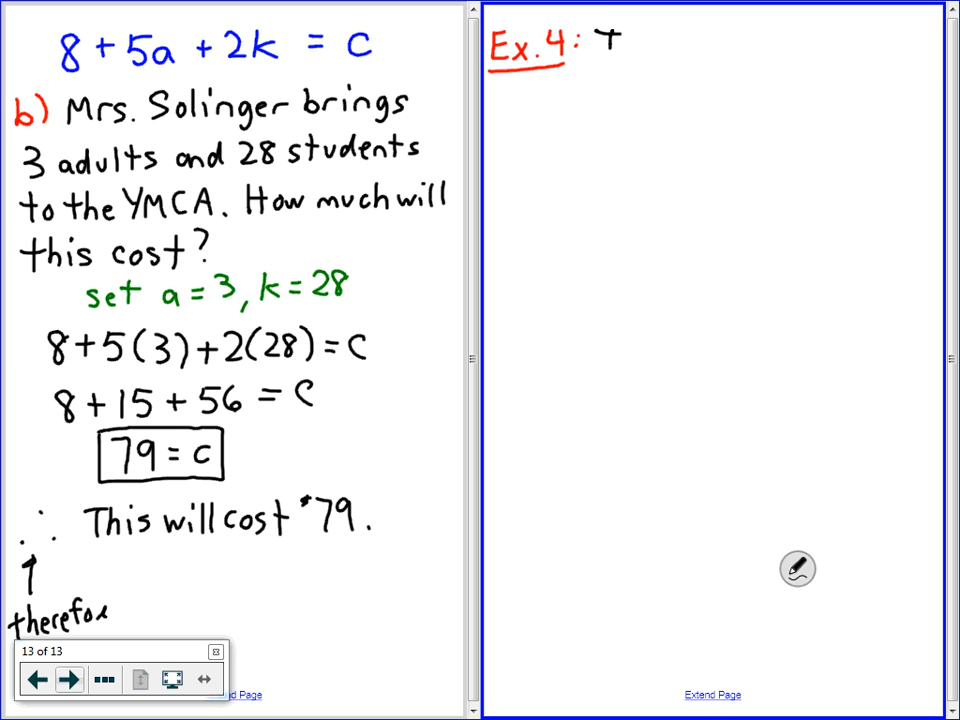 8 + 5a + 2k = c
b) Mrs. Solinger brings
3 adults and 28 students
to the YMCA. How much will
this cost?
set a = 3, k = 28
8 + 5(3) + 2(28) = c
8 + 15 + 56 = c
79 = c
∴ This will cost $79.
↑
13 of 13
d Page
Ex. 4: t
Extend Page